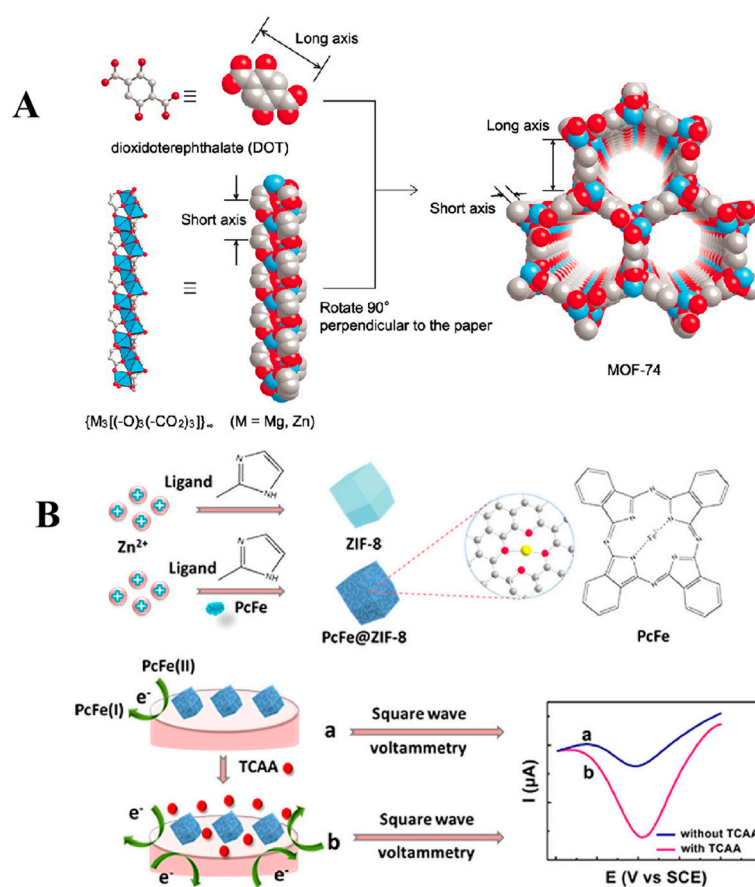 A
Long axis
dioxidoterephthalate (DOT)
Short axis
Rotate 90°
perpendicular to the paper
{M₃[(-O)₃(-CO₂)₃]}∞ (M = Mg, Zn)
Long axis
Short axis
MOF-74
B
Ligand
N
NH
Zn²⁺
ZIF-8
Ligand
N
NH
PcFe
PcFe@ZIF-8
PcFe
PcFe(II)
e⁻
PcFe(I)
a
Square wave
voltammetry
TCAA
e⁻
e⁻
b
Square wave
voltammetry
e⁻
e⁻
I (μA)
a
b
without TCAA
with TCAA
E (V vs SCE)